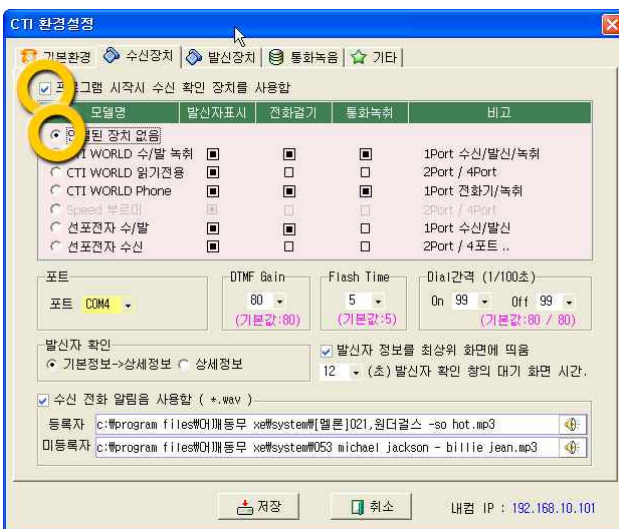 CTI 환경설정
기본환경 수신장치 발신장치 통화녹음 기타
프로그램 시작시 수신 확인 장치를 사용함
모델명 발신자표시 전화걸기 통화녹취 비고
연결된 장치 없음
CTI WORLD 수/발 녹취 1Port 수신/발신/녹취
CTI WORLD 읽기전용 2Port / 4Port
CTI WORLD Phone 1Port 전화기/녹취
Speed 부르미 2Port / 4Port
선포전자 수/발 1Port 수신/발신
선포전자 수신 2Port / 4포트 ..
포트 DTMF Gain Flash Time Dial간격 (1/100초)
포트 COM4 80 5 On 99 Off 99
(기본값:80) (기본값:5) (기본값:80 / 80)
발신자 확인
기본정보->상세정보 상세정보
발신자 정보를 최상위 화면에 띄움
12 (초) 발신자 확인 창의 대기 화면 시간.
수신 전화 알림음 사용함 ( *.wav )
등록자 c:₩program files₩어깨동무 xe₩system₩[멜론]021,원더걸스 -so hot.mp3
미등록자 c:₩program files₩어깨동무 xe₩system₩053 michael jackson - billie jean.mp3
저장 취소 내컴 IP : 192.168.10.101